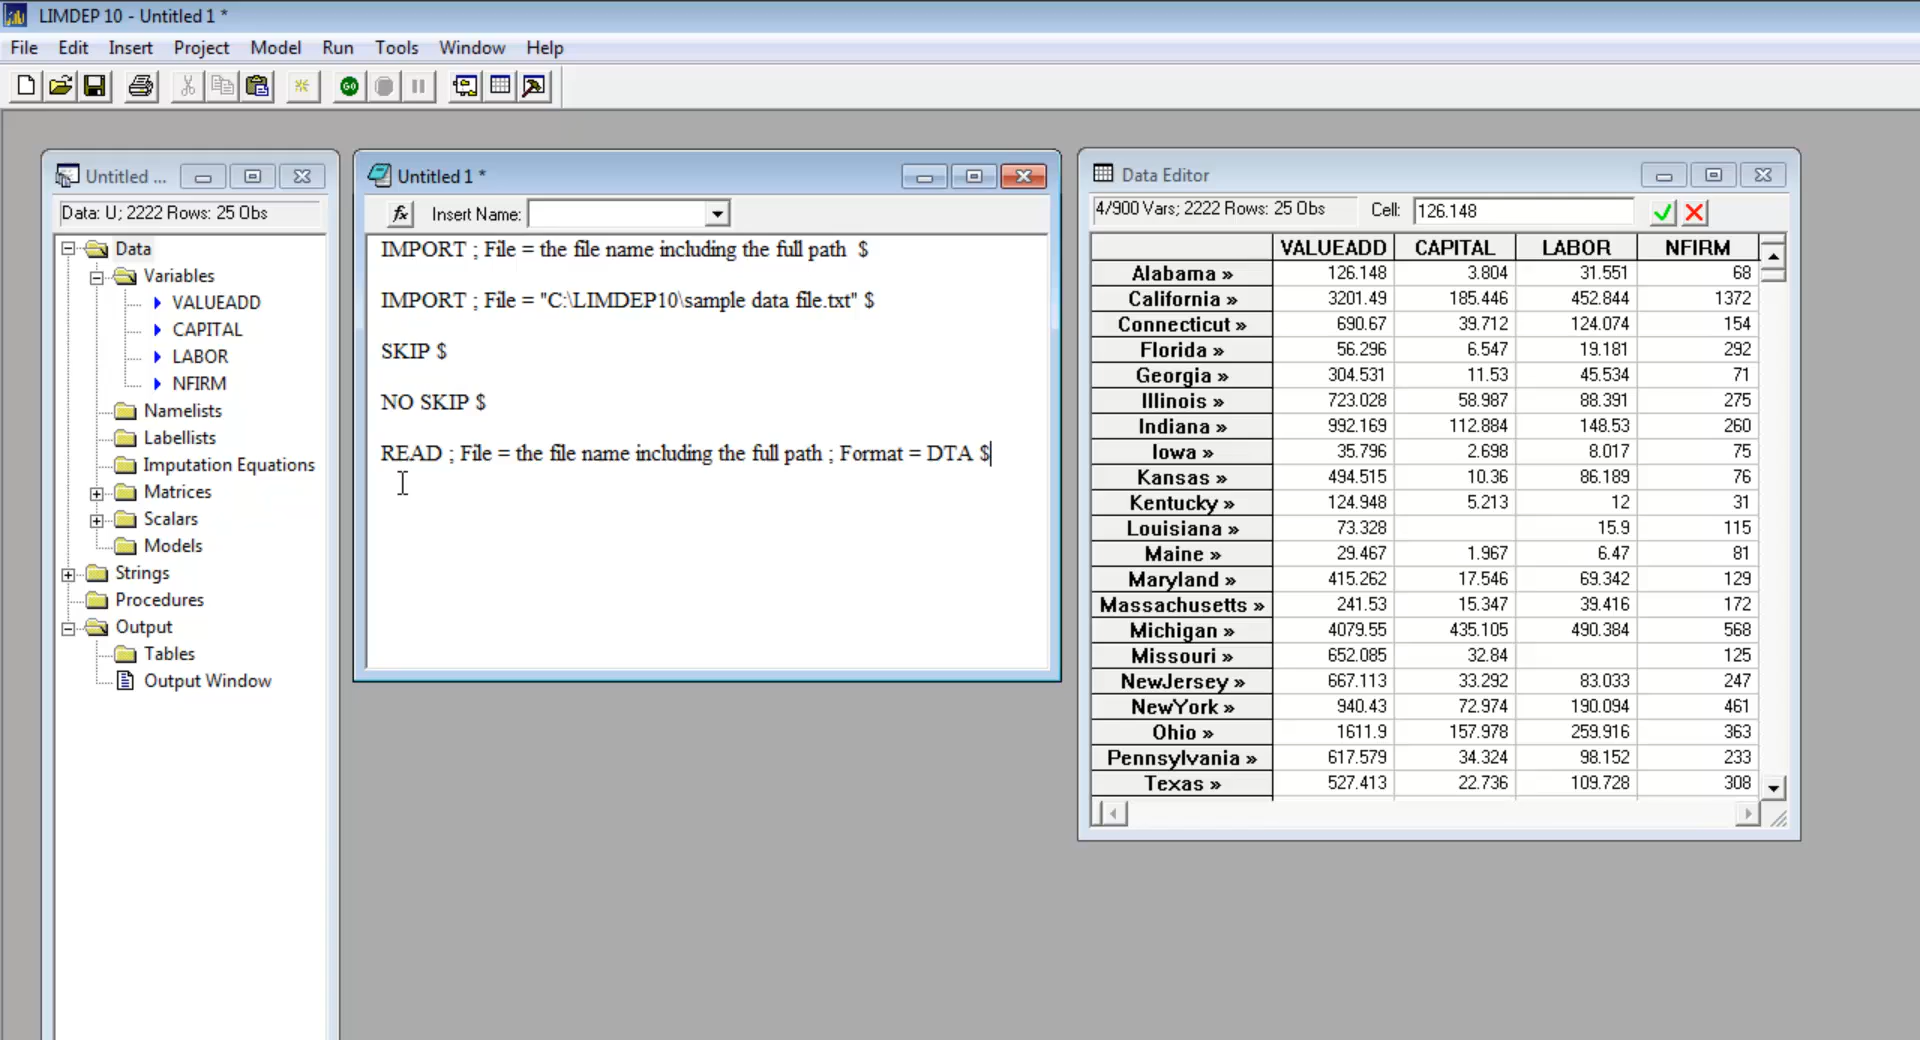 LIMDEP 10 - Untitled 1 *
File Edit Insert Project Model Run Tools Window Help
GO
Untitled ...
Data: U; 2222 Rows: 25 Obs
Data
Variables
VALUEADD
CAPITAL
LABOR
NFIRM
Namelists
Labellists
Imputation Equations
Matrices
Scalars
Models
Strings
Procedures
Output
Tables
Output Window
Untitled 1 *
fx Insert Name:
IMPORT ; File = the file name including the full path $
IMPORT ; File = "C:\LIMDEP10\sample data file.txt" $
SKIP $
NO SKIP $
READ ; File = the file name including the full path ; Format = DTA $
Data Editor
4/900 Vars; 2222 Rows: 25 Obs Cell: 126.148
VALUEADD CAPITAL LABOR NFIRM
Alabama » 126.148 3.804 31.551 68
California » 3201.49 185.446 452.844 1372
Connecticut » 690.67 39.712 124.074 154
Florida » 56.296 6.547 19.181 292
Georgia » 304.531 11.53 45.534 71
Illinois » 723.028 58.987 88.391 275
Indiana » 992.169 112.884 148.53 260
Iowa » 35.796 2.698 8.017 75
Kansas » 494.515 10.36 86.189 76
Kentucky » 124.948 5.213 12 31
Louisiana » 73.328 15.9 115
Maine » 29.467 1.967 6.47 81
Maryland » 415.262 17.546 69.342 129
Massachusetts » 241.53 15.347 39.416 172
Michigan » 4079.55 435.105 490.384 568
Missouri » 652.085 32.84 125
NewJersey » 667.113 33.292 83.033 247
NewYork » 940.43 72.974 190.094 461
Ohio » 1611.9 157.978 259.916 363
Pennsylvania » 617.579 34.324 98.152 233
Texas » 527.413 22.736 109.728 308